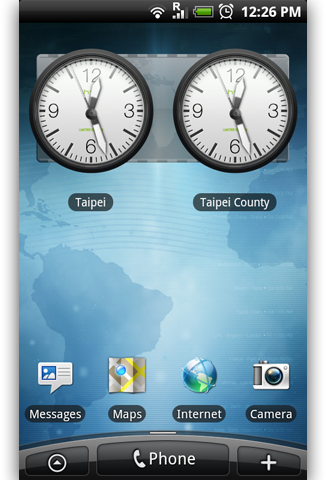 R
12:26 PM
12
3
6
9
12
3
6
9
Taipei
Taipei County
Messages
Maps
Internet
Camera
Phone
+